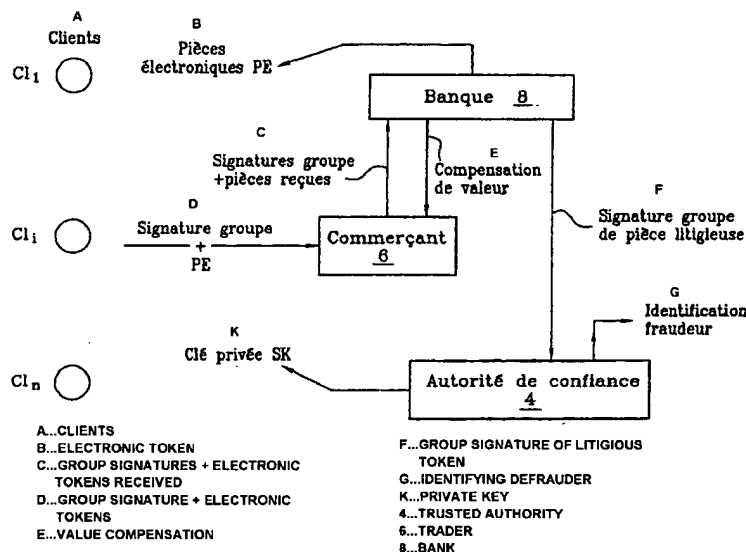 A
Clients
B
Pièces
électroniques PE
Cl1
Banque 8
C
Signatures groupe
+pièces reçues
E
Compensation
de valeur
F
Signature groupe
de pièce litigieuse
D
Signature groupe
+
PE
Cli
Commerçant
6
G
Identification
fraudeur
K
Clé privée SK
Cln
Autorité de confiance
4
A...CLIENTS
B...ELECTRONIC TOKEN
C...GROUP SIGNATURES + ELECTRONIC
TOKENS RECEIVED
D...GROUP SIGNATURE + ELECTRONIC
TOKENS
E...VALUE COMPENSATION
F...GROUP SIGNATURE OF LITIGIOUS
TOKEN
G...IDENTIFYING DEFRAUDER
K...PRIVATE KEY
4...TRUSTED AUTHORITY
6...TRADER
8...BANK